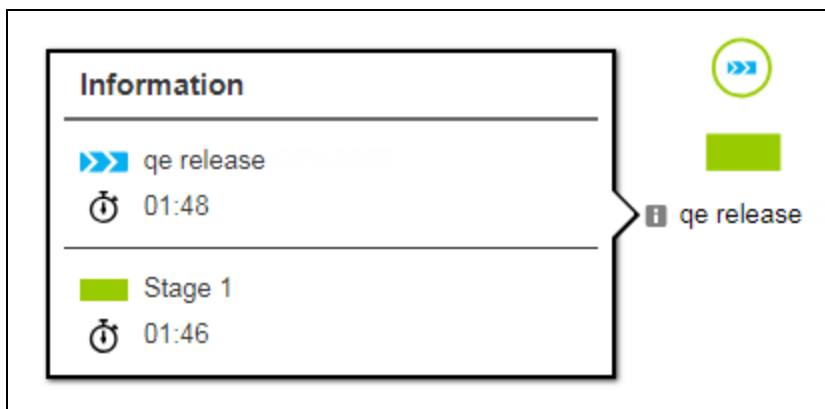 Information
qe release
01:48
Stage 1
01:46
qe release